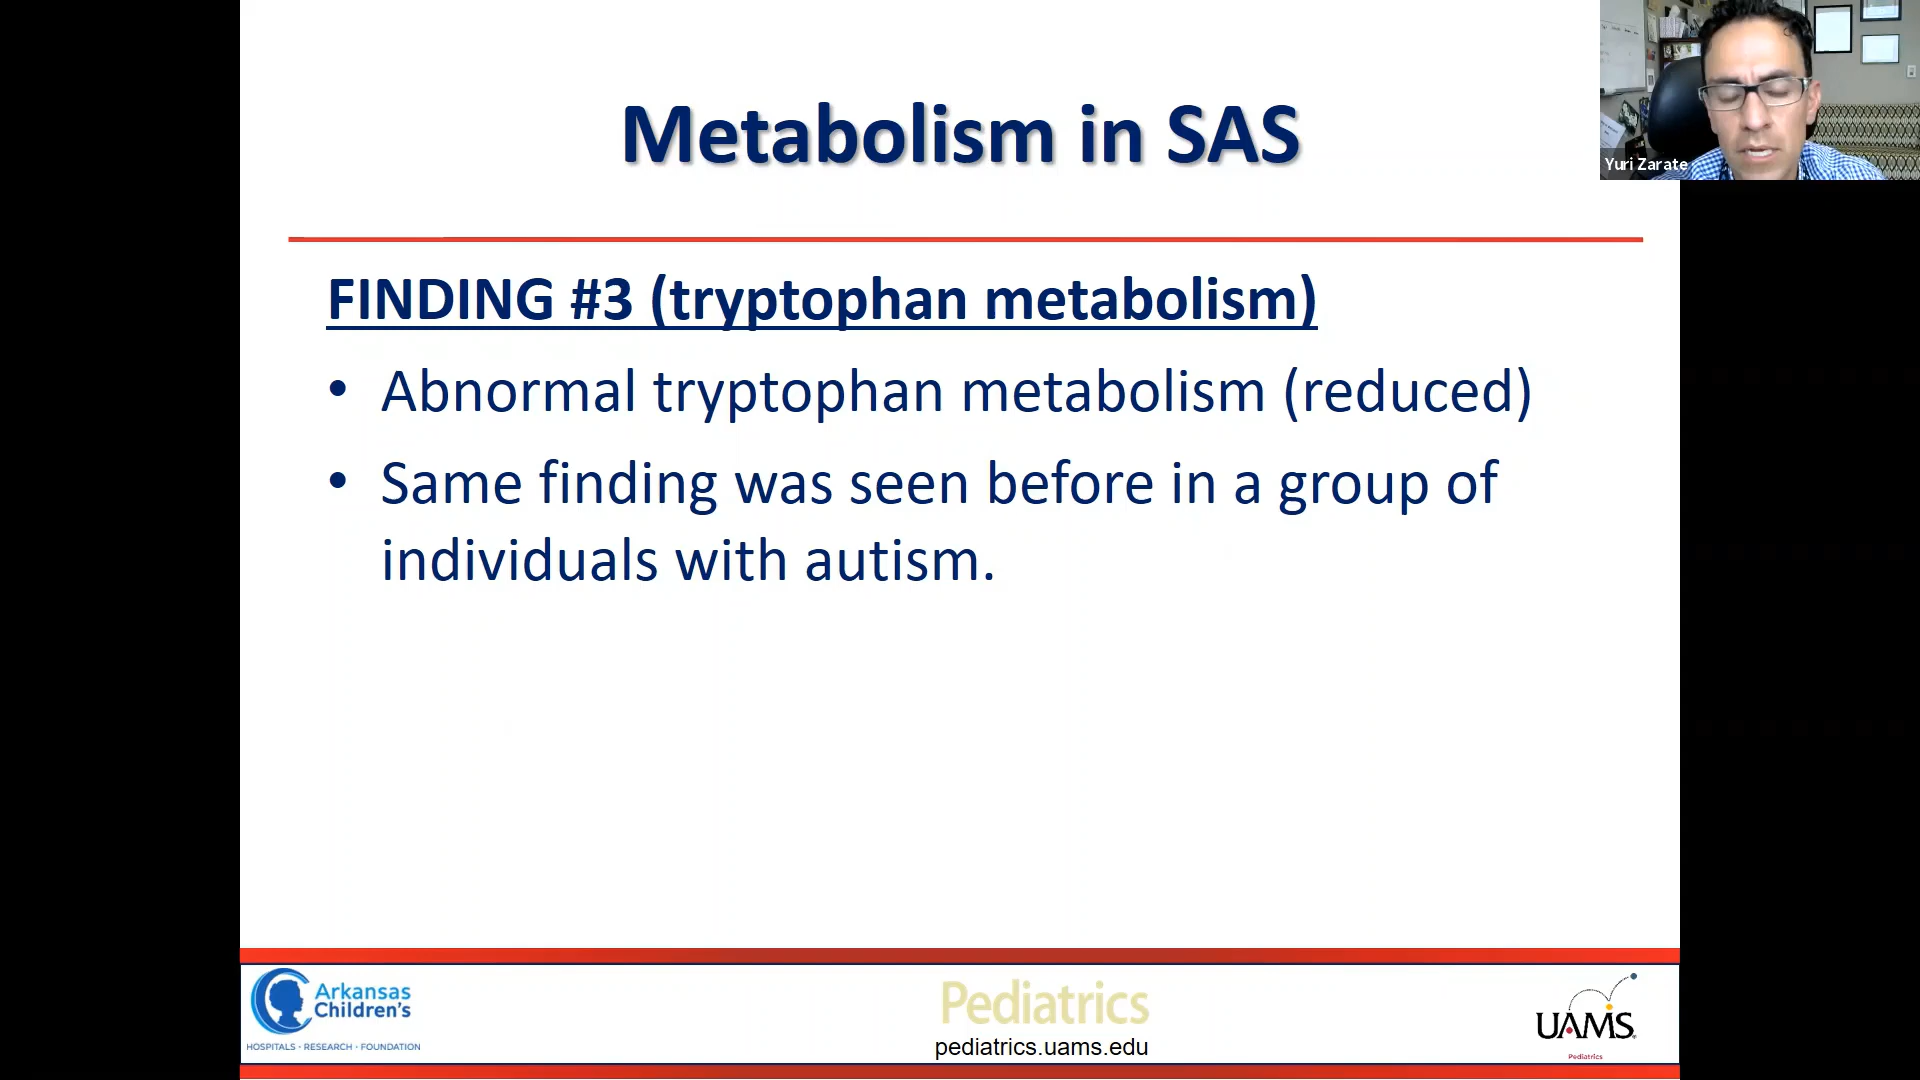 Metabolism in SAS
Yuri Zarate
FINDING #3 (tryptophan metabolism)
• Abnormal tryptophan metabolism (reduced)
• Same finding was seen before in a group of
individuals with autism.
Arkansas
Children's
HOSPITALS • RESEARCH • FOUNDATION
Pediatrics
pediatrics.uams.edu
UAMS
Pediatrics